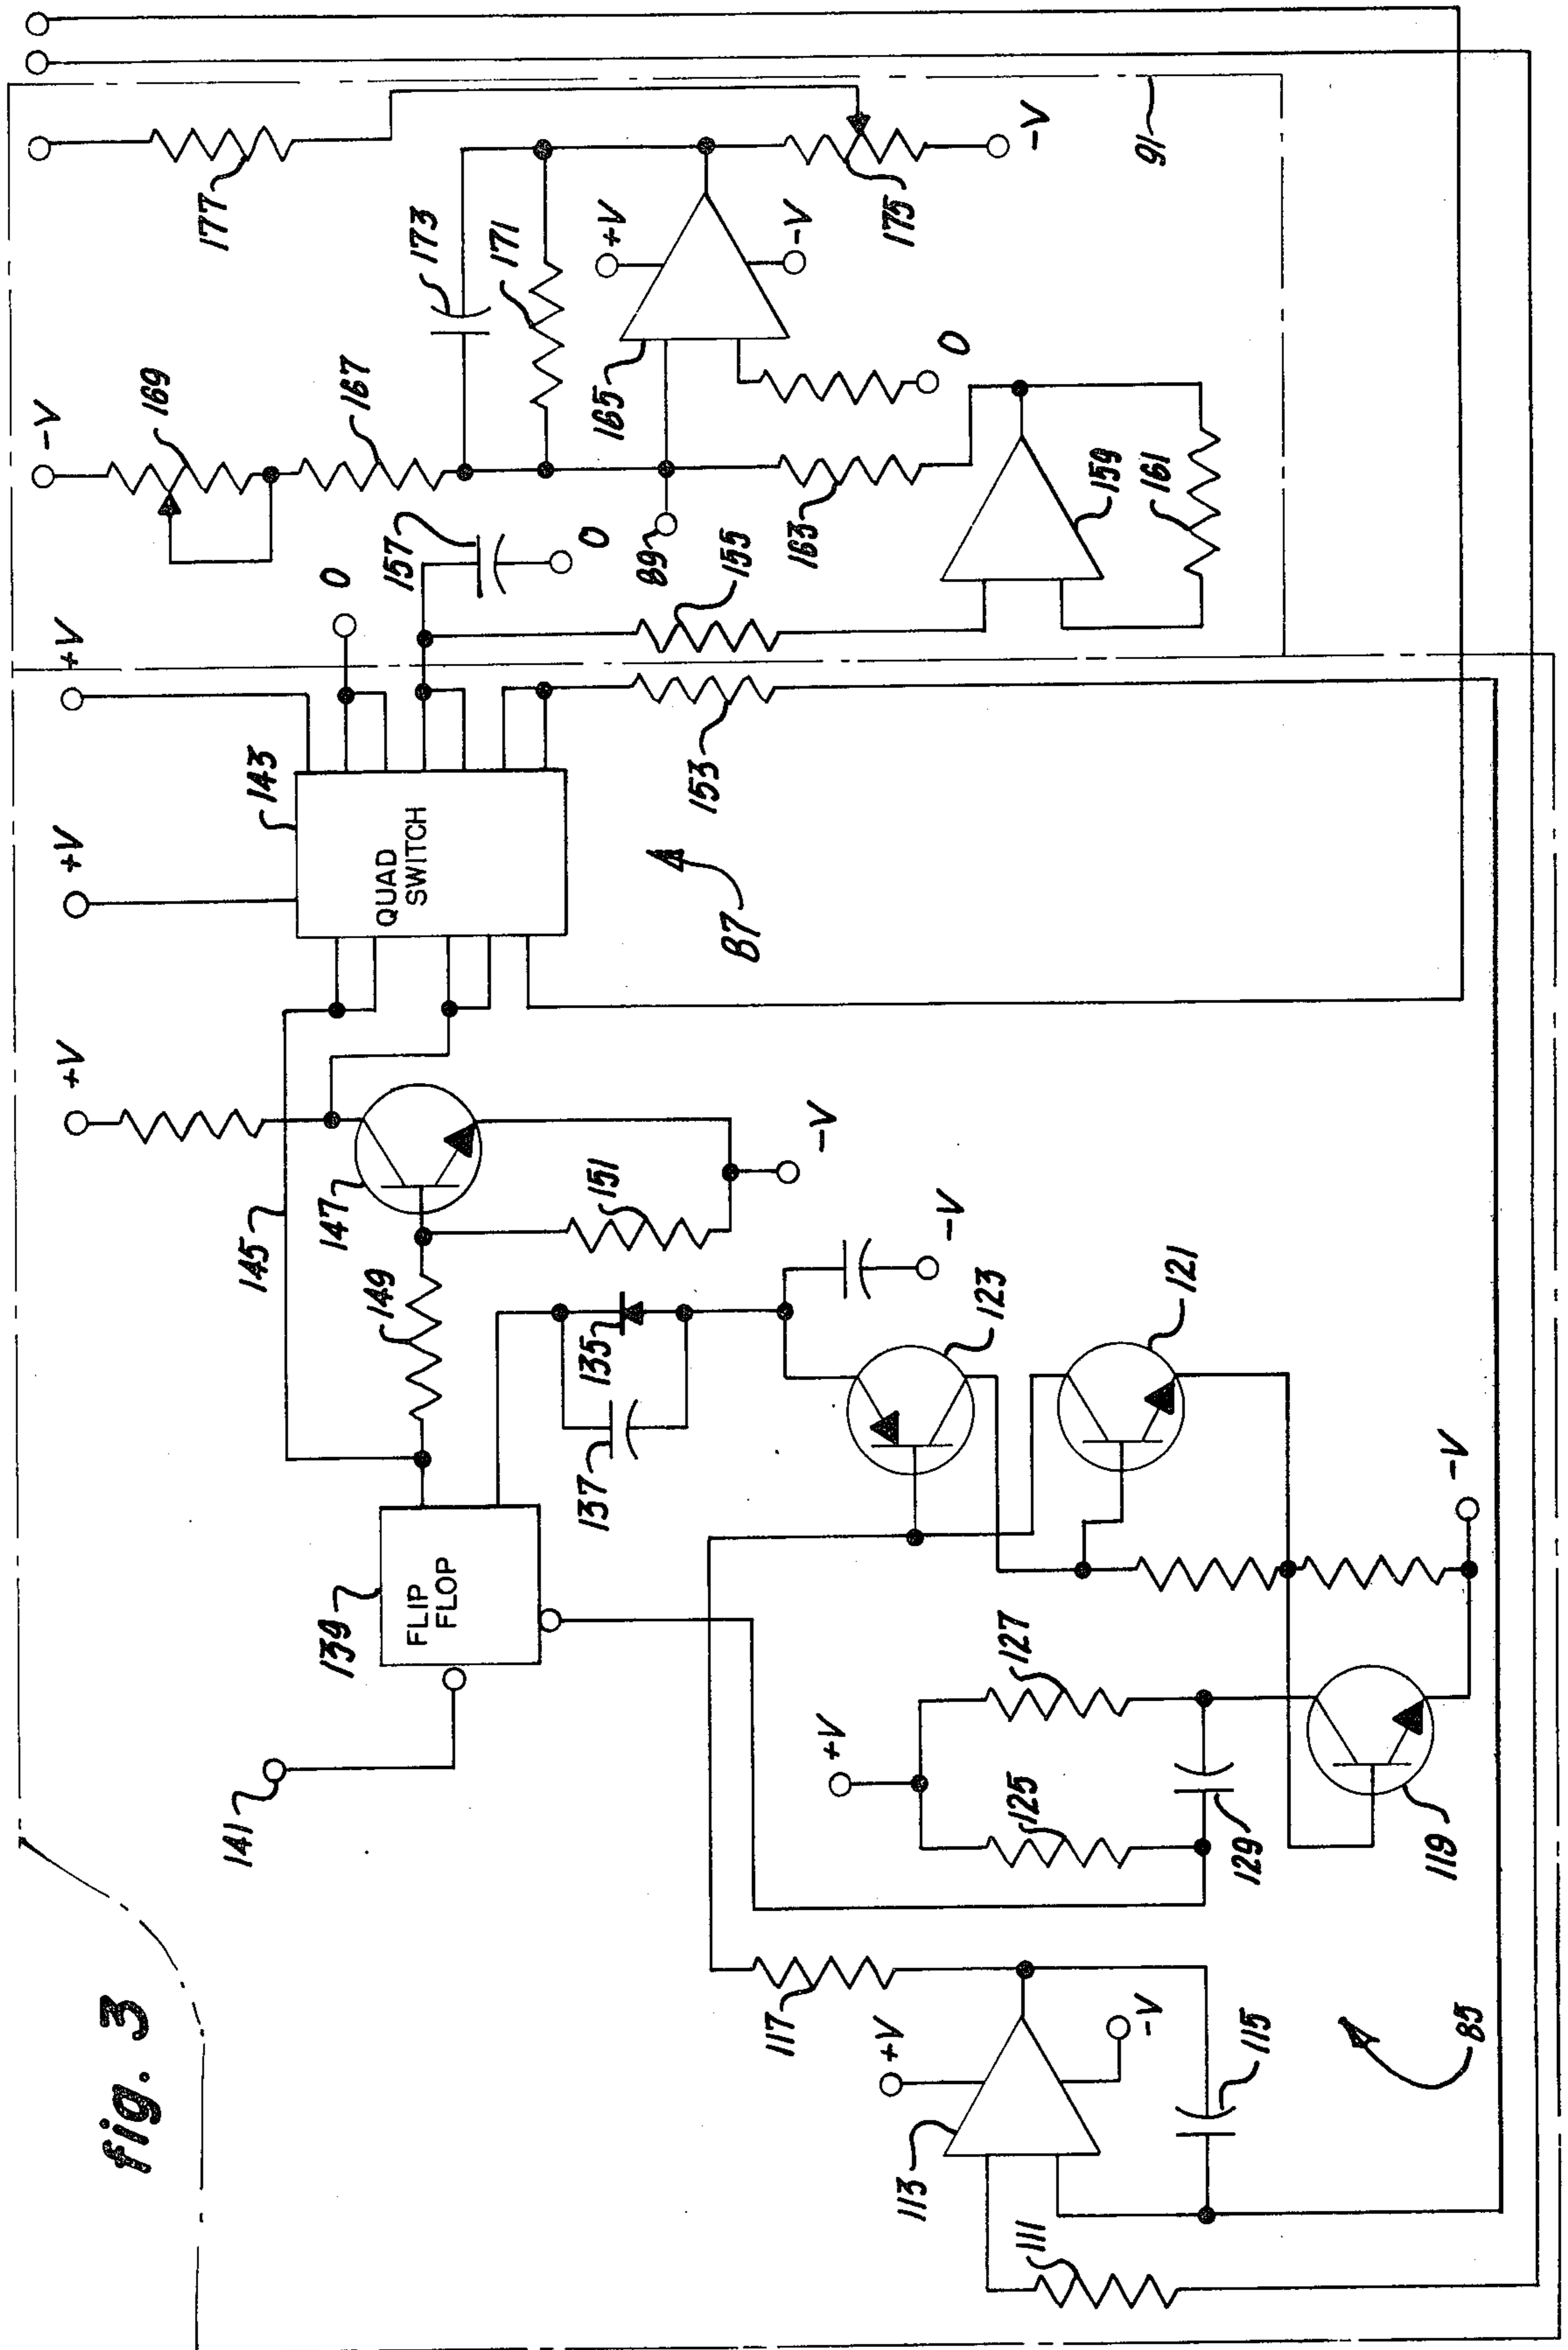 fig. 3
-V
+V
+V
+V
177
169
173
167
171
+V
-V
175
-V
91
165
0
157
0
0
89
155
163
159
161
143
QUAD
SWITCH
153
87
145
147
149
151
-V
135
137
-V
123
121
139
FLIP
FLOP
141
-V
127
+V
125
129
119
117
+V
-V
115
85
113
111